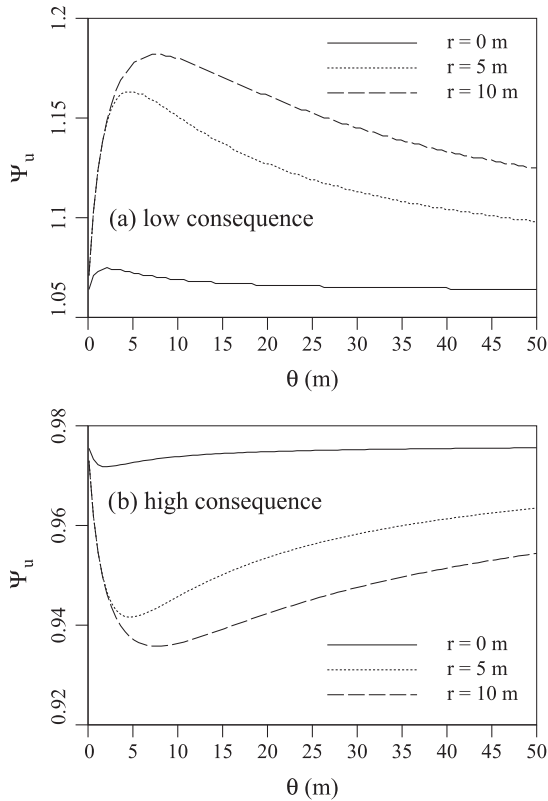 1.2
r = 0 m
r = 5 m
r = 10 m
1.15
Ψu
1.1
(a) low consequence
1.05
0 5 10 15 20 25 30 35 40 45 50
θ (m)
0.98
(b) high consequence
0.96
Ψu
0.94
r = 0 m
r = 5 m
r = 10 m
0.92
0 5 10 15 20 25 30 35 40 45 50
θ (m)